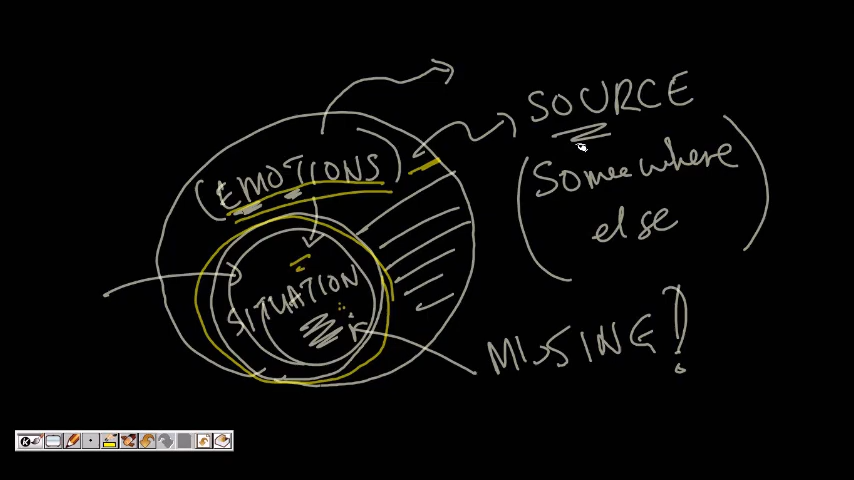 SOURCE
(EMOTIONS)
(Somewhere
else)
SITUATION
MISSING?